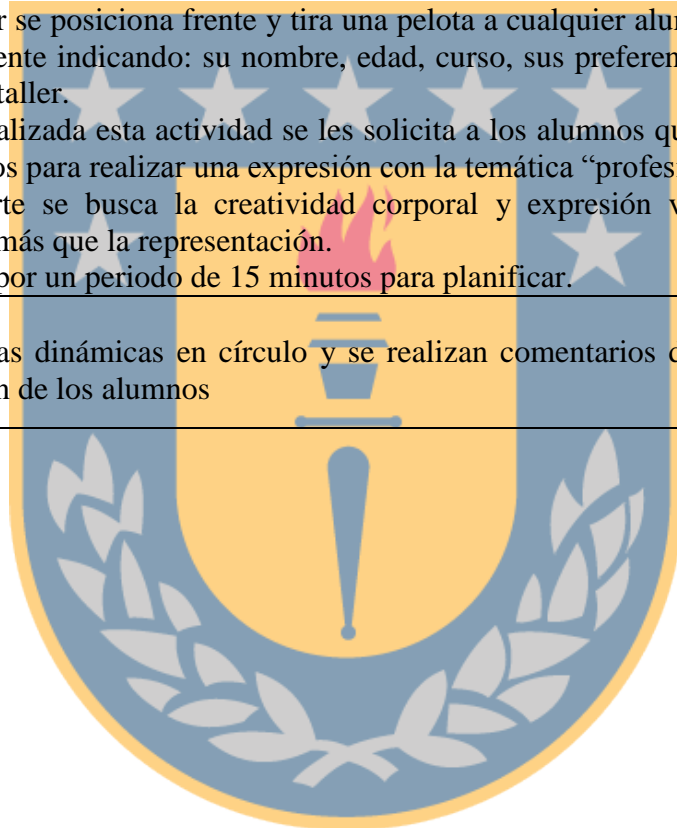 r se posiciona frente y tira una pelota a cualquier alu
ente indicando: su nombre, edad, curso, sus preferen
taller.
alizada esta actividad se les solicita a los alumnos qu
os para realizar una expresión con la temática “profes
rte se busca la creatividad corporal y expresión v
más que la representación.
por un periodo de 15 minutos para planificar.
as dinámicas en círculo y se realizan comentarios d
n de los alumnos